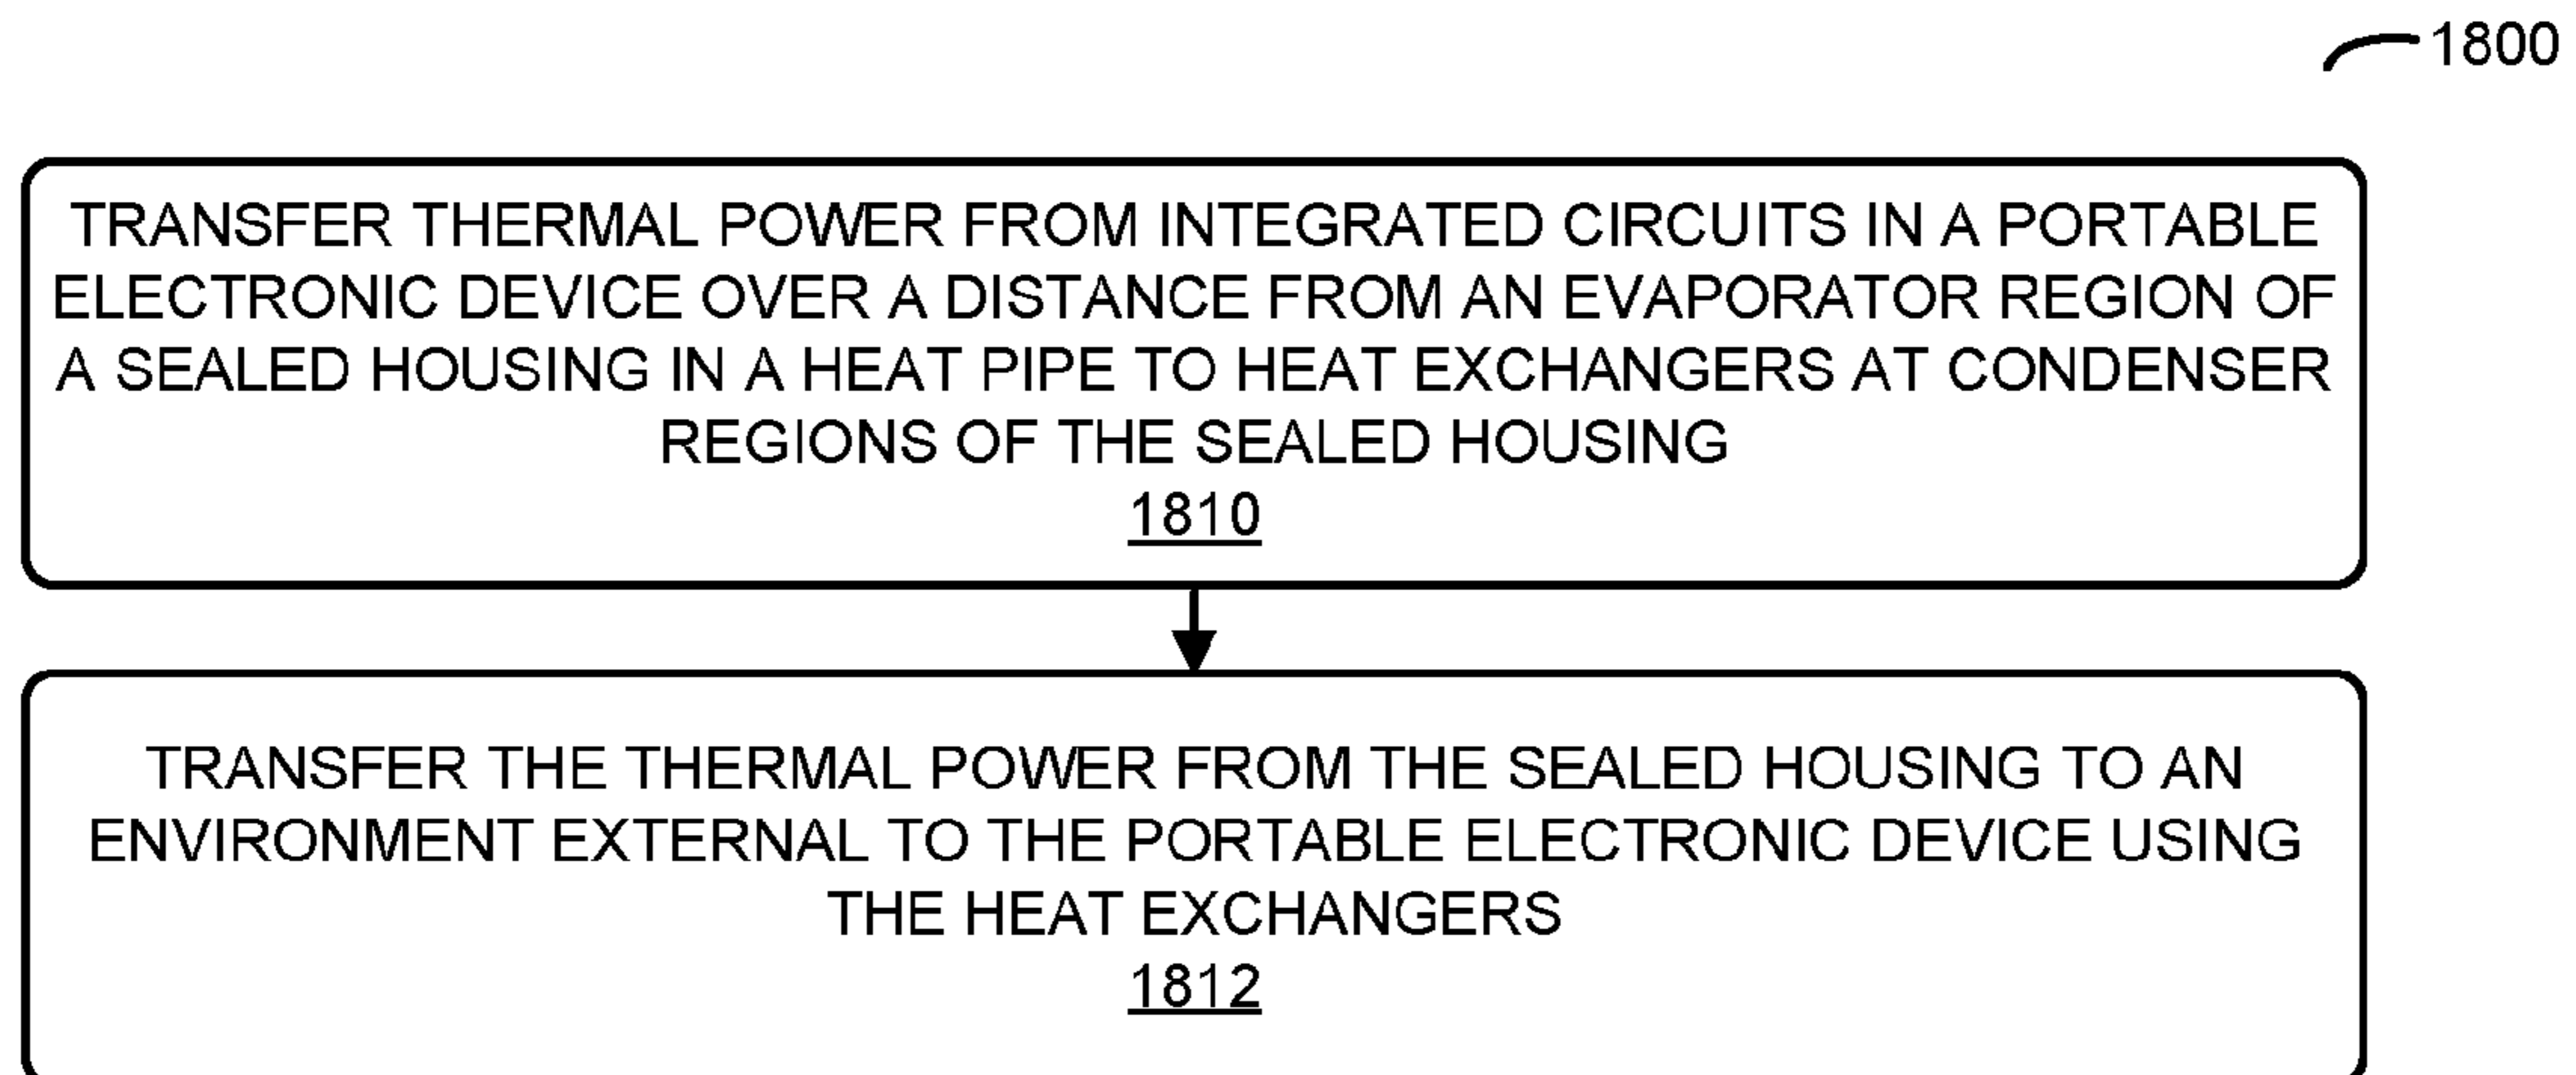 1800
TRANSFER THERMAL POWER FROM INTEGRATED CIRCUITS IN A PORTABLE
ELECTRONIC DEVICE OVER A DISTANCE FROM AN EVAPORATOR REGION OF
A SEALED HOUSING IN A HEAT PIPE TO HEAT EXCHANGERS AT CONDENSER
REGIONS OF THE SEALED HOUSING
1810
TRANSFER THE THERMAL POWER FROM THE SEALED HOUSING TO AN
ENVIRONMENT EXTERNAL TO THE PORTABLE ELECTRONIC DEVICE USING
THE HEAT EXCHANGERS
1812